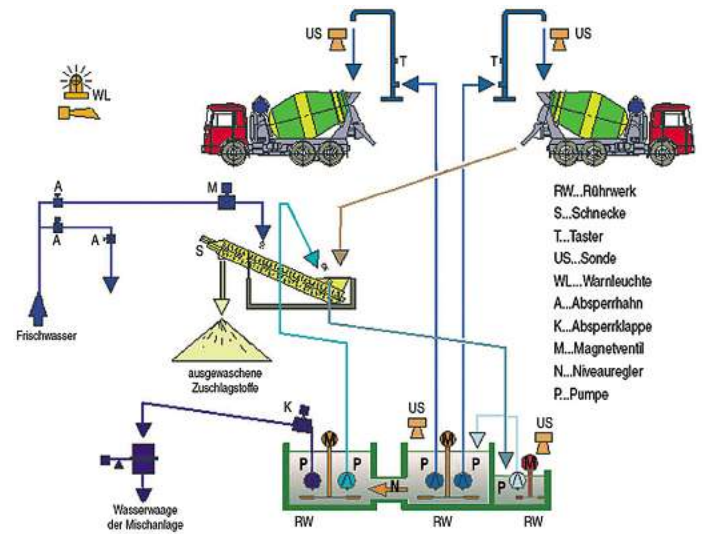 US
US
T
T
WL
A
M
A
A
S
Frischwasser
ausgewaschene
Zuschlagstoffe
RW...Rührwerk
S...Schnecke
T...Taster
US...Sonde
WL...Warnleuchte
A...Absperrhahn
K...Absperrklappe
M...Magnetventil
N...Niveauregler
P...Pumpe
K
US
US
M
M
M
P
P
P
P
P
N
Wasserwaage
der Mischanlage
RW
RW
RW